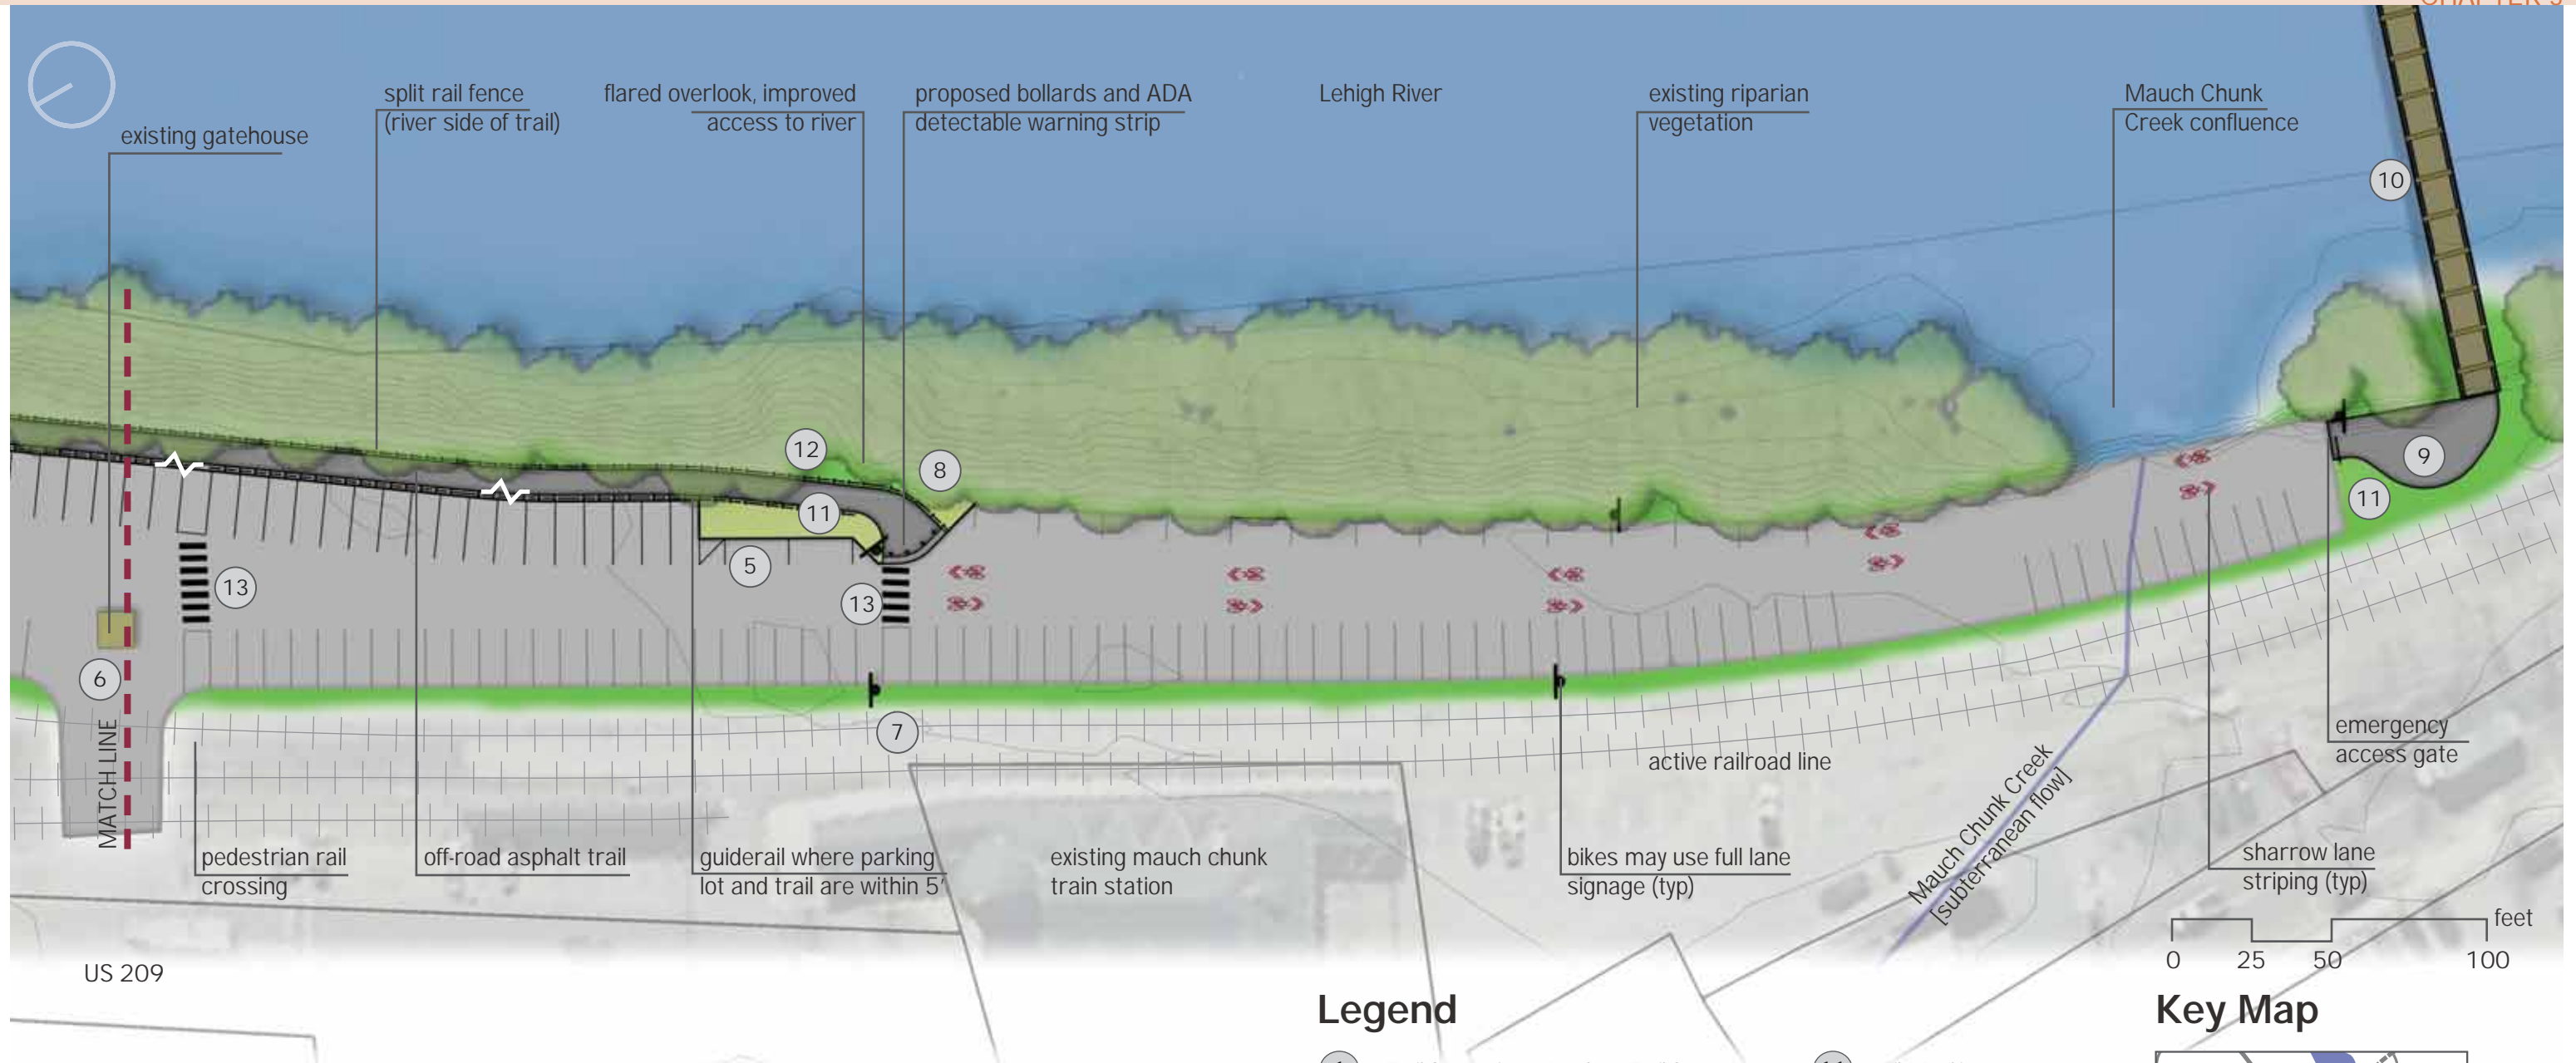 existing gatehouse
split rail fence
(river side of trail)
flared overlook, improved
access to river
proposed bollards and ADA
detectable warning strip
Lehigh River
existing riparian
vegetation
Mauch Chunk
Creek confluence
10
12
8
11
9
11
5
13
13
6
7
MATCH LINE
pedestrian rail
crossing
off-road asphalt trail
guiderail where parking
lot and trail are within 5'
existing mauch chunk
train station
active railroad line
bikes may use full lane
signage (typ)
Mauch Chunk Creek
[subterranean flow]
emergency
access gate
sharrow lane
striping (typ)
feet
0 25 50 100
US 209
Legend
Key Map